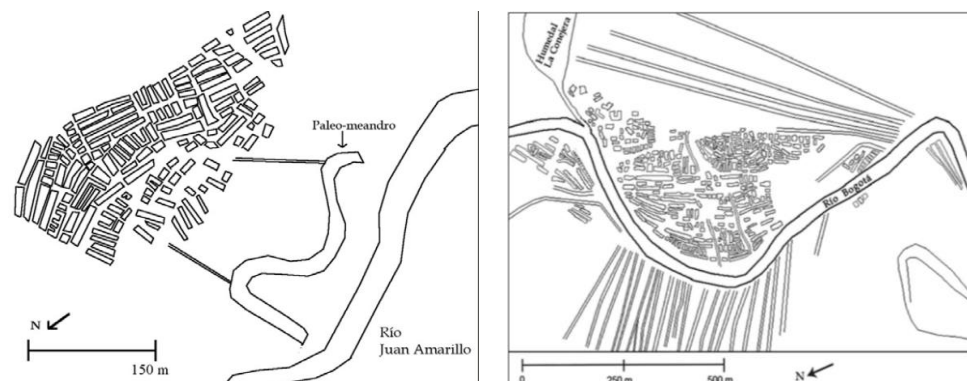 Paleo-meandro
N
150 m
Río
Juan Amarillo
Humedal
La Conejera
Río Bogotá
0
250 m
500 m
N